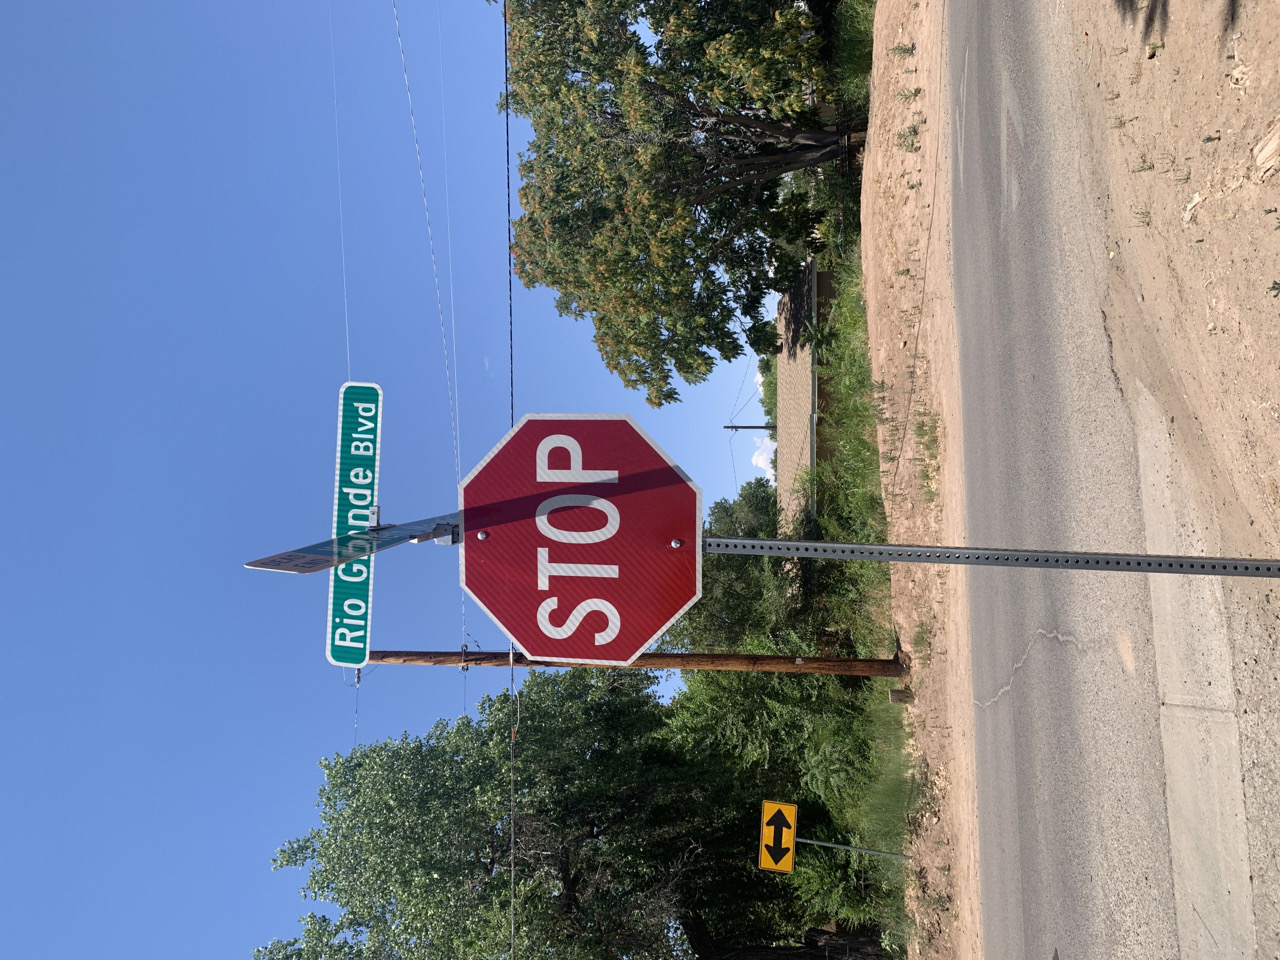 Rio Grande Blvd
STOP